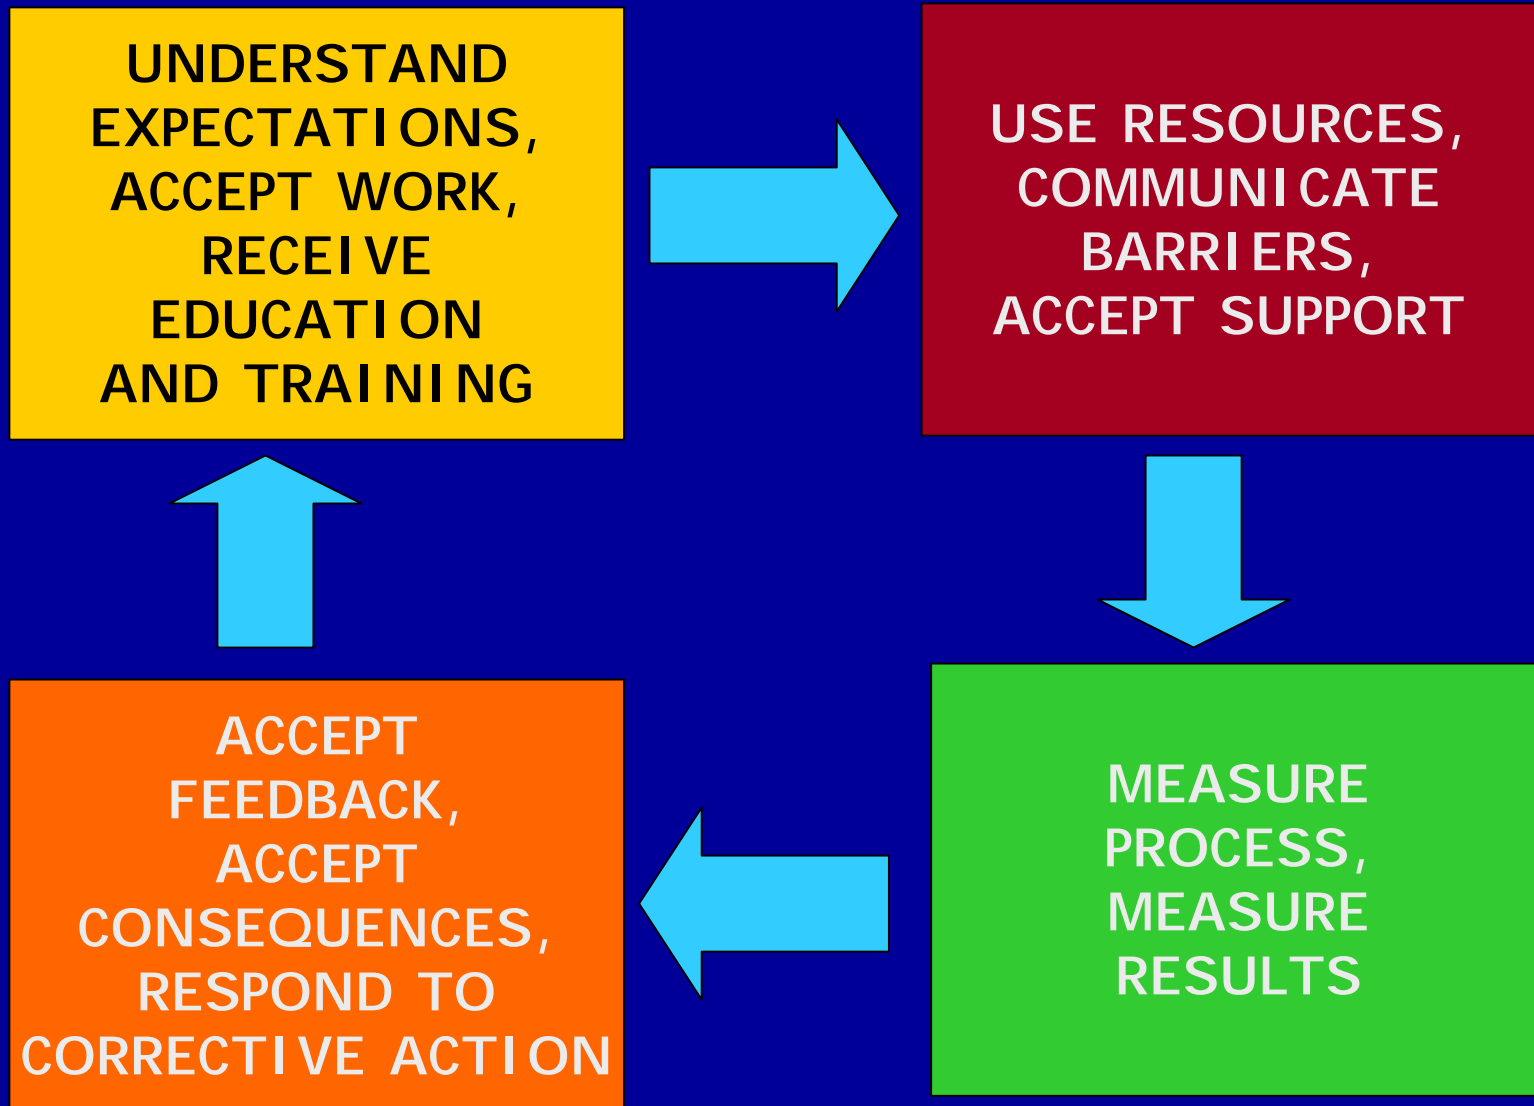 UNDERSTAND
EXPECTATIONS,
ACCEPT WORK,
RECEIVE
EDUCATION
AND TRAINING
USE RESOURCES,
COMMUNICATE
BARRIERS,
ACCEPT SUPPORT
MEASURE
PROCESS,
MEASURE
RESULTS
ACCEPT
FEEDBACK,
ACCEPT
CONSEQUENCES,
RESPOND TO
CORRECTIVE ACTION